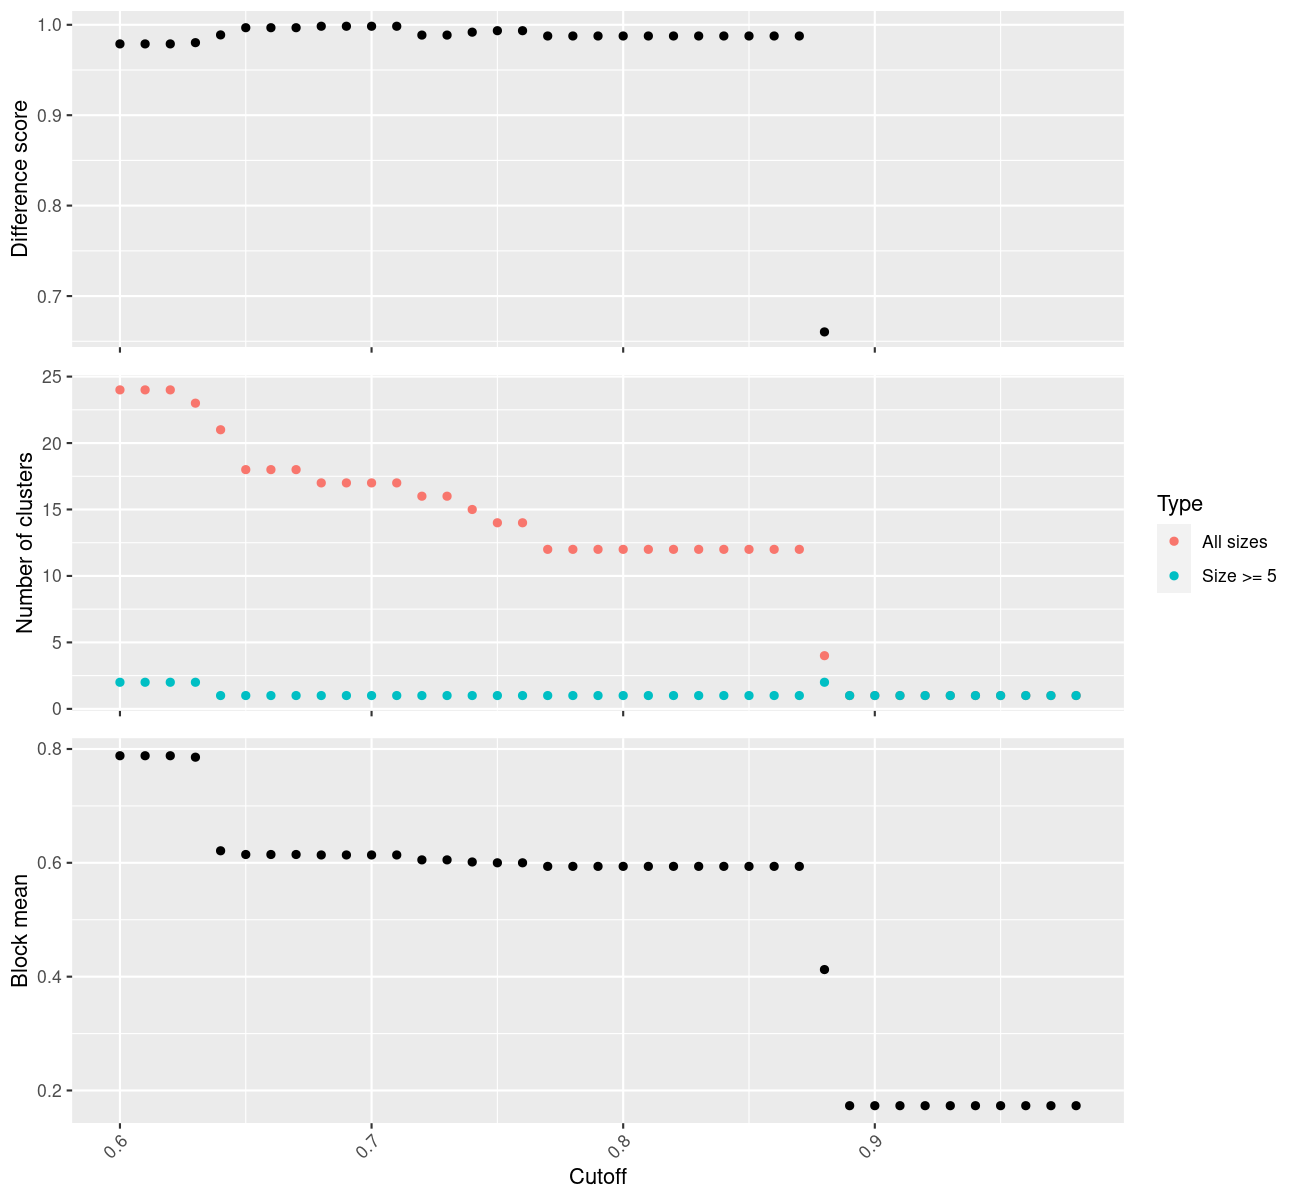 Difference score
1.0
0.9
0.8
0.7
Number of clusters
25
20
15
10
5
0
Type
All sizes
Size >= 5
Block mean
0.8
0.6
0.4
0.2
0.6
0.7
0.8
0.9
Cutoff